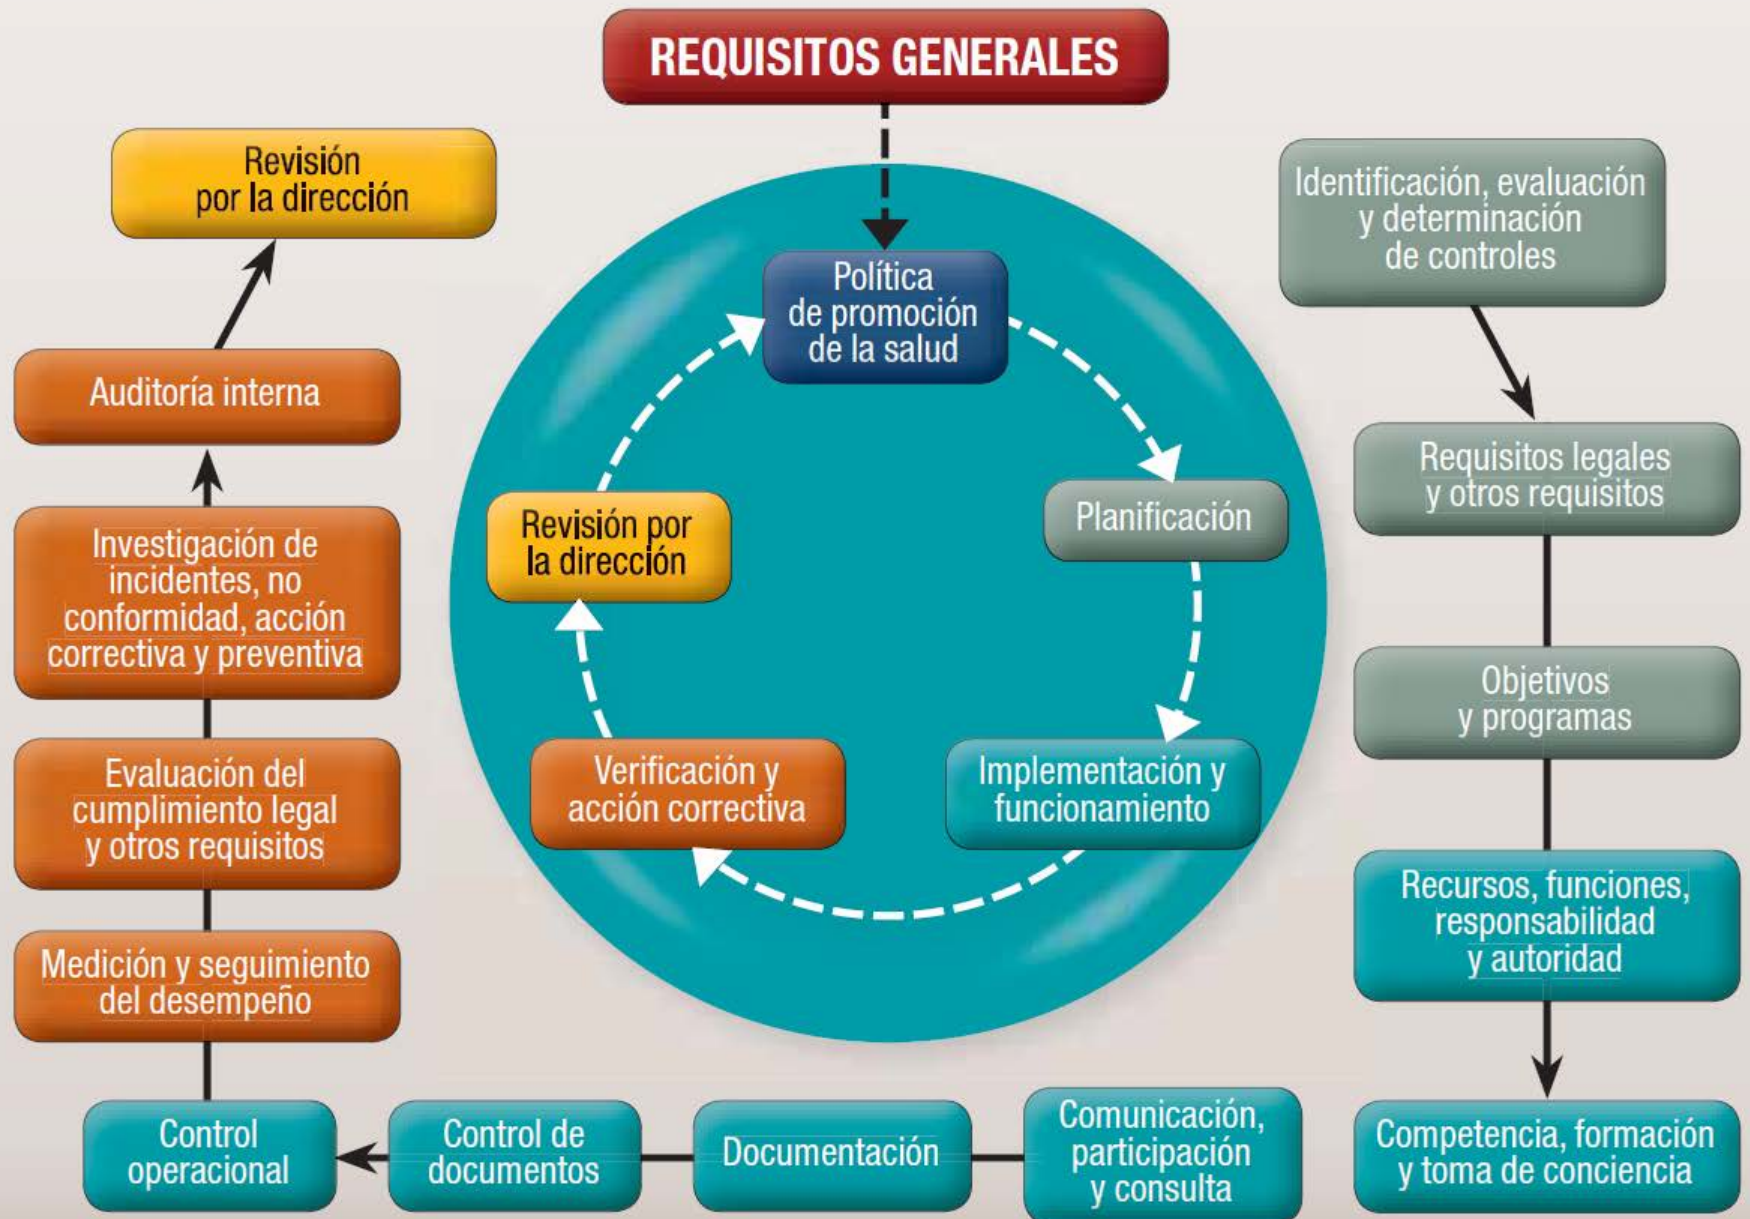 REQUISITOS GENERALES
Revisión
por la dirección
Identificación, evaluación
y determinación
de controles
Política
de promoción
de la salud
Auditoría interna
Requisitos legales
y otros requisitos
Revisión por
la dirección
Planificación
Investigación de
incidentes, no
conformidad, acción
correctiva y preventiva
Objetivos
y programas
Evaluación del
cumplimiento legal
y otros requisitos
Verificación y
acción correctiva
Implementación y
funcionamiento
Recursos, funciones,
responsabilidad
y autoridad
Medición y seguimiento
del desempeño
Control
operacional
Control de
documentos
Documentación
Comunicación,
participación
y consulta
Competencia, formación
y toma de conciencia